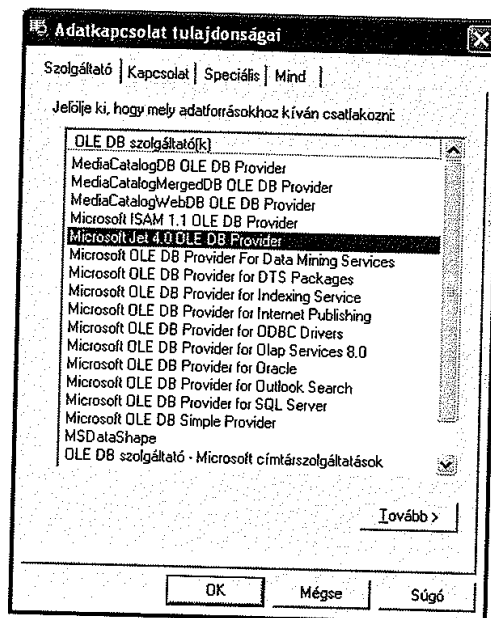 Adatkapcsolat tulajdonságai
Szolgáltató Kapcsolat Speciális Mind
Jelölje ki, hogy mely adatforrásokhoz kíván csatlakozni:
OLE DB szolgáltató(k)
MediaCatalogDB OLE DB Provider
MediaCatalogMergedDB OLE DB Provider
MediaCatalogWebDB OLE DB Provider
Microsoft ISAM 1.1 OLE DB Provider
Microsoft Jet 4.0 OLE DB Provider
Microsoft OLE DB Provider For Data Mining Services
Microsoft OLE DB Provider for DTS Packages
Microsoft OLE DB Provider for Indexing Service
Microsoft OLE DB Provider for Internet Publishing
Microsoft OLE DB Provider for ODBC Drivers
Microsoft OLE DB Provider for Olap Services 8.0
Microsoft OLE DB Provider for Oracle
Microsoft OLE DB Provider for Outlook Search
Microsoft OLE DB Provider for SQL Server
Microsoft OLE DB Simple Provider
MSDataShape
OLE DB szolgáltató - Microsoft címtárszolgáltatások
Tovább >
OK Mégse Súgó